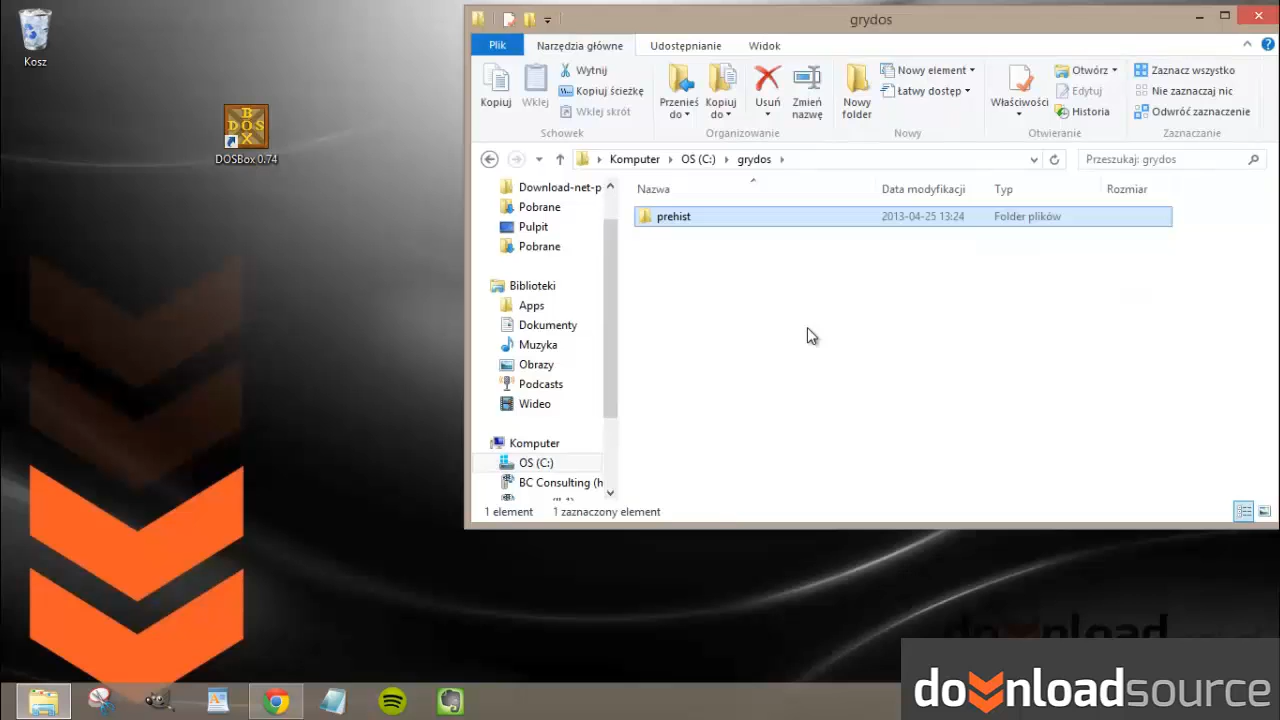 Kosz
BOX
DOS
DOSBox 0.74
grydos
Plik
Narzędzia główne
Udostępnianie
Widok
Kopiuj
Wklej
Wytnij
Kopiuj ścieżkę
Wklej skrót
Schowek
Przenieś do
Kopiuj do
Usuń
Zmień nazwę
Organizowanie
Nowy folder
Nowy element
Łatwy dostęp
Nowy
Właściwości
Otwórz
Edytuj
Historia
Otwieranie
Zaznacz wszystko
Nie zaznaczaj nic
Odwróć zaznaczenie
Zaznaczanie
Komputer
OS (C:)
grydos
Przeszukaj: grydos
Nazwa
Data modyfikacji
Typ
Rozmiar
prehist
2013-04-25 13:24
Folder plików
Download-net-p
Pobrane
Pulpit
Pobrane
Biblioteki
Apps
Dokumenty
Muzyka
Obrazy
Podcasts
Wideo
Komputer
OS (C:)
BC Consulting (h
1 element
1 zaznaczony element
download
downloadsource